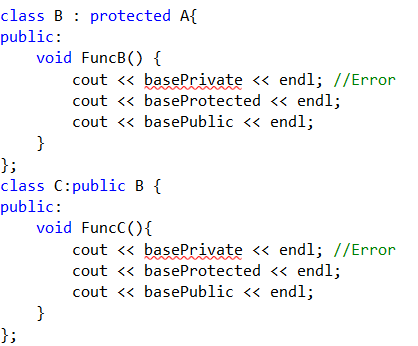 class B : protected A{
public:
    void FuncB() {
        cout << basePrivate << endl; //Error
        cout << baseProtected << endl;
        cout << basePublic << endl;
    }
};
class C:public B {
public:
    void FuncC(){
        cout << basePrivate << endl; //Error
        cout << baseProtected << endl;
        cout << basePublic << endl;
    }
};